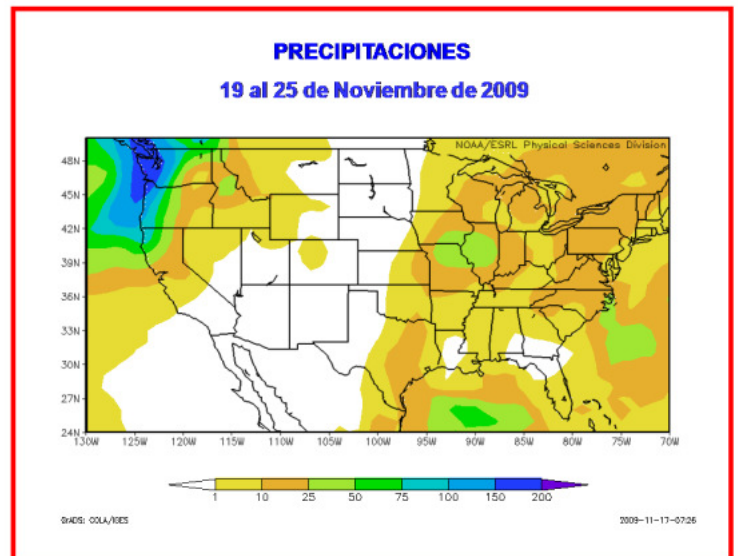 PRECIPITACIONES
19 al 25 de Noviembre de 2009
NOAA/ESRL Physical Sciences Division
48N
45N
42N
39N
36N
33N
30N
27N
24N
130W 125W 120W 115W 110W 105W 100W 95W 90W 85W 80W 75W 70W
1 10 25 50 75 100 150 200
GrADS: COLA/IGES 2009-11-17-07:26